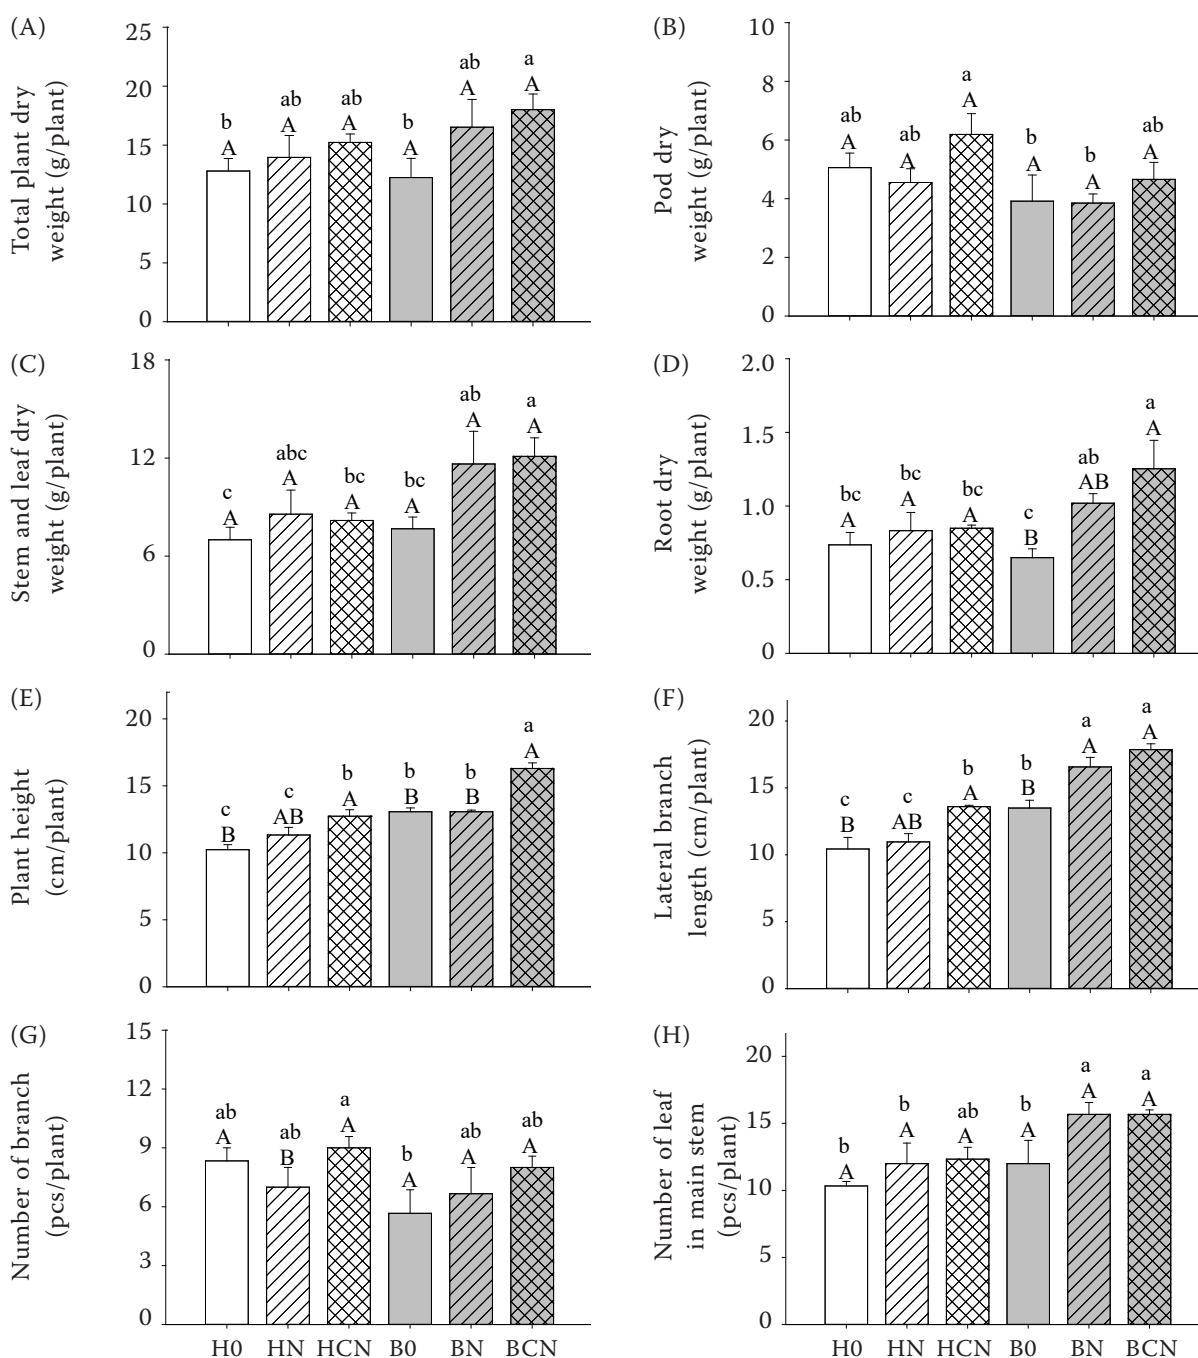 (A)
Total plant dry
weight (g/plant)
25
20
15
10
5
0
b
A
ab
A
ab
A
b
A
ab
A
a
A
(B)
Pod dry
weight (g/plant)
10
8
6
4
2
0
ab
A
ab
A
a
A
b
A
b
A
ab
A
(C)
Stem and leaf dry
weight (g/plant)
18
12
6
0
c
A
abc
A
bc
A
bc
A
ab
A
a
A
(D)
Root dry
weight (g/plant)
2.0
1.5
1.0
0.5
0
bc
A
bc
A
bc
A
c
B
ab
AB
a
A
(E)
Plant height
(cm/plant)
20
15
10
5
0
c
B
c
AB
b
A
b
B
b
B
a
A
(F)
Lateral branch
length (cm/plant)
20
15
10
5
0
c
B
c
AB
b
A
b
B
a
A
a
A
(G)
Number of branch
(pcs/plant)
15
12
9
6
3
0
ab
A
ab
B
a
A
b
A
ab
A
ab
A
H0 HN HCN B0 BN BCN
(H)
Number of leaf
in main stem
(pcs/plant)
20
15
10
5
0
b
A
b
A
ab
A
b
A
a
A
a
A
H0 HN HCN B0 BN BCN